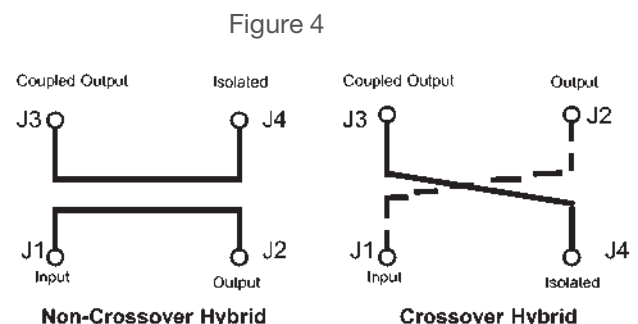 Figure 4
Coupled Output Isolated Coupled Output Output
J3 J4 J3 J2
J1 J2 J1 J4
Input Output Input Isolated
Non-Crossover Hybrid Crossover Hybrid